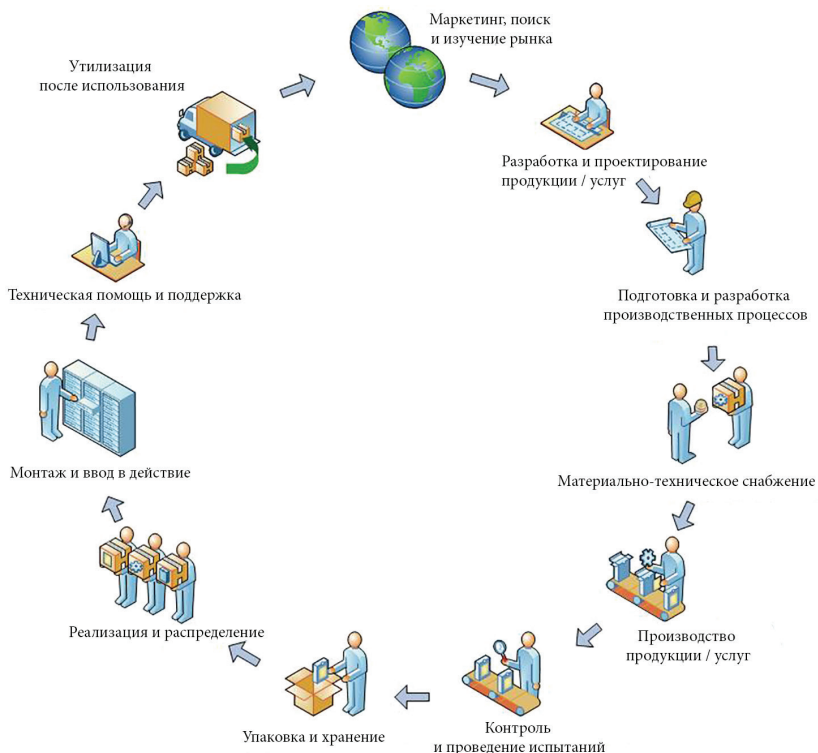 Маркетинг, поиск
и изучение рынка
Разработка и проектирование
продукции / услуг
Подготовка и разработка
производственных процессов
Материально-техническое снабжение
Производство
продукции / услуг
Контроль
и проведение испытаний
Упаковка и хранение
Реализация и распределение
Монтаж и ввод в действие
Техническая помощь и поддержка
Утилизация
после использования